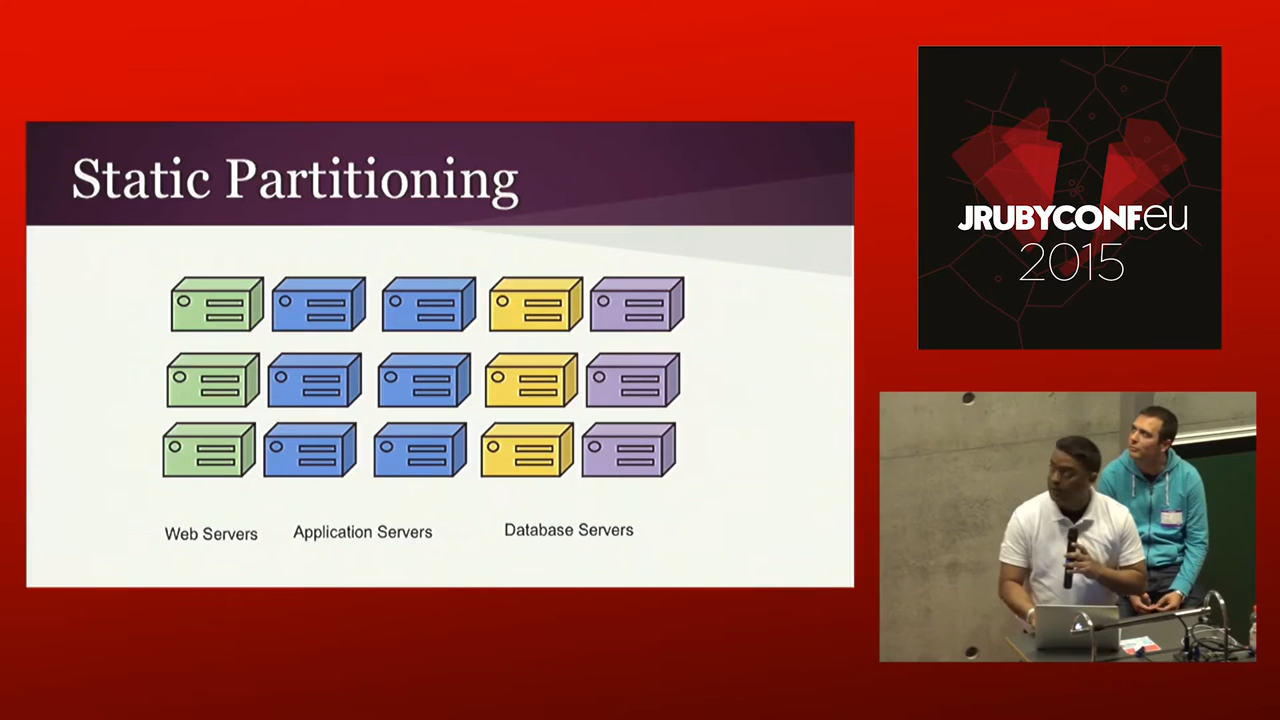 Static Partitioning
Web Servers
Application Servers
Database Servers
JRUBYCONF.eu
2015